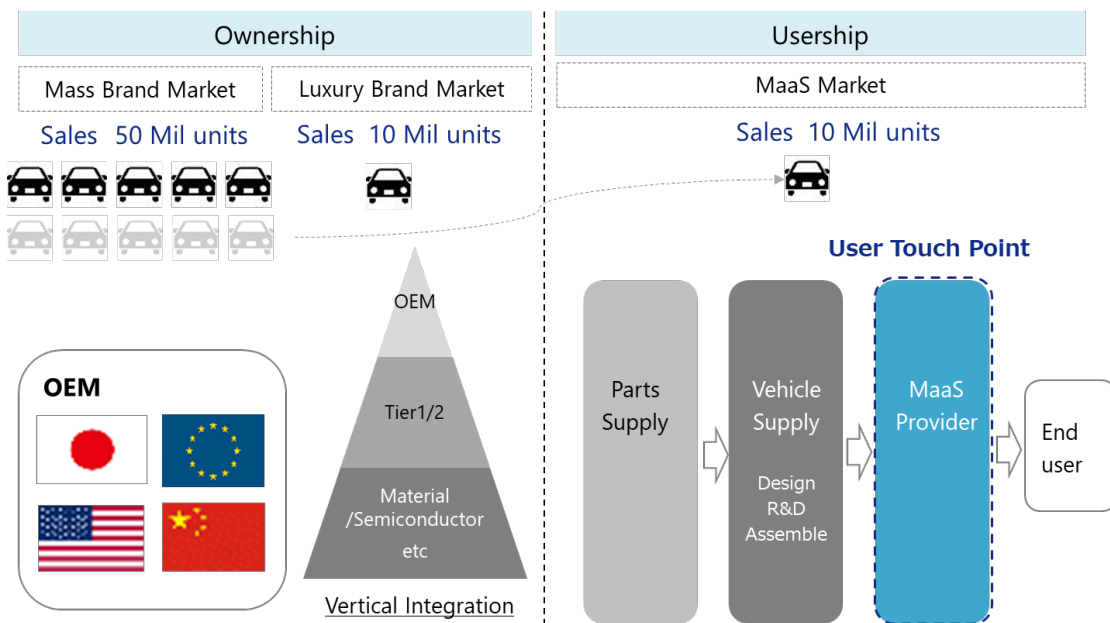 Ownership
Usership
Mass Brand Market
Luxury Brand Market
MaaS Market
Sales 50 Mil units
Sales 10 Mil units
Sales 10 Mil units
User Touch Point
OEM
Tier1/2
Material
/Semiconductor
etc
Vertical Integration
OEM
Parts
Supply
Vehicle
Supply
Design
R&D
Assemble
MaaS
Provider
End
user